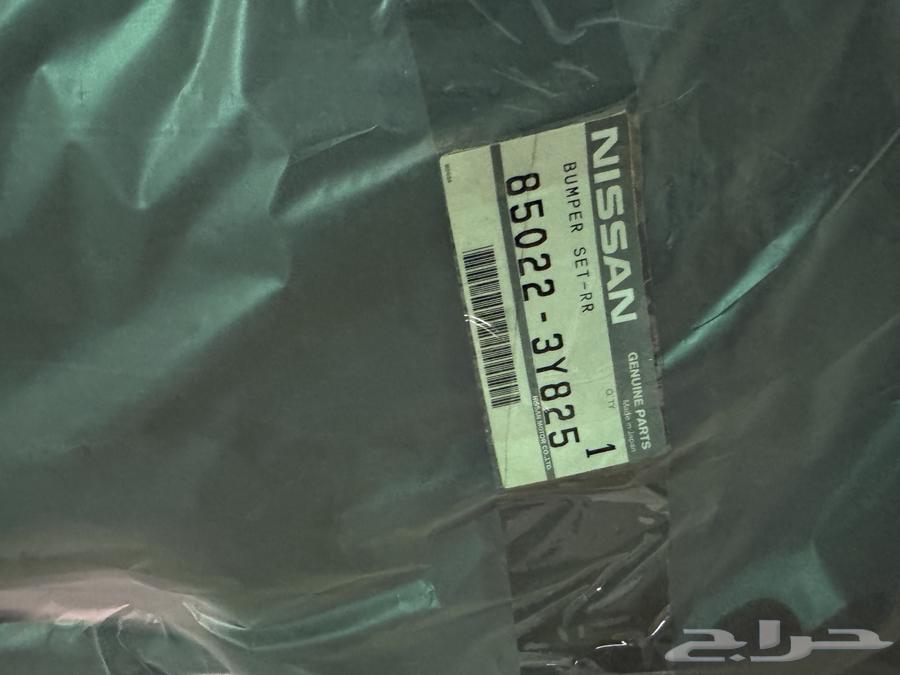 NISSAN GENUINE PARTS
Made in Japan
BUMPER SET-RR
Q'TY
1
85022-3Y825
NISSAN MOTOR CO., LTD.
حراج